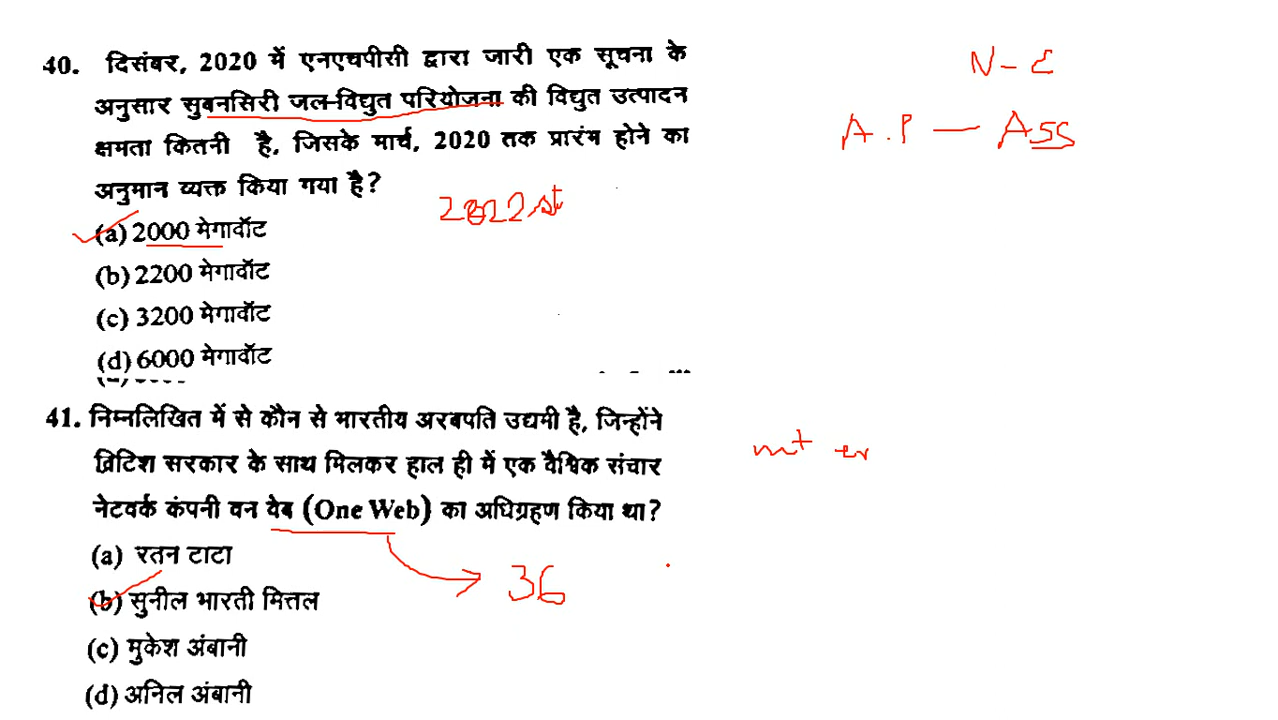 40. दिसंबर, 2020 में एनएचपीसी द्वारा जारी एक सूचना के
अनुसार सुबनसिरी जल-विद्युत परियोजना की विद्युत उत्पादन
क्षमता कितनी है, जिसके मार्च, 2020 तक प्रारंभ होने का
अनुमान व्यक्त किया गया है?
(a) 2000 मेगावॉट
(b) 2200 मेगावॉट
(c) 3200 मेगावॉट
(d) 6000 मेगावॉट
N-E
A.P — Ass
41. निम्नलिखित में से कौन से भारतीय अरबपति उद्यमी है, जिन्होंने
ब्रिटिश सरकार के साथ मिलकर हाल ही में एक वैश्विक संचार
नेटवर्क कंपनी वन वेब (One Web) का अधिग्रहण किया था?
(a) रतन टाटा
(b) सुनील भारती मित्तल
(c) मुकेश अंबानी
(d) अनिल अंबानी
36